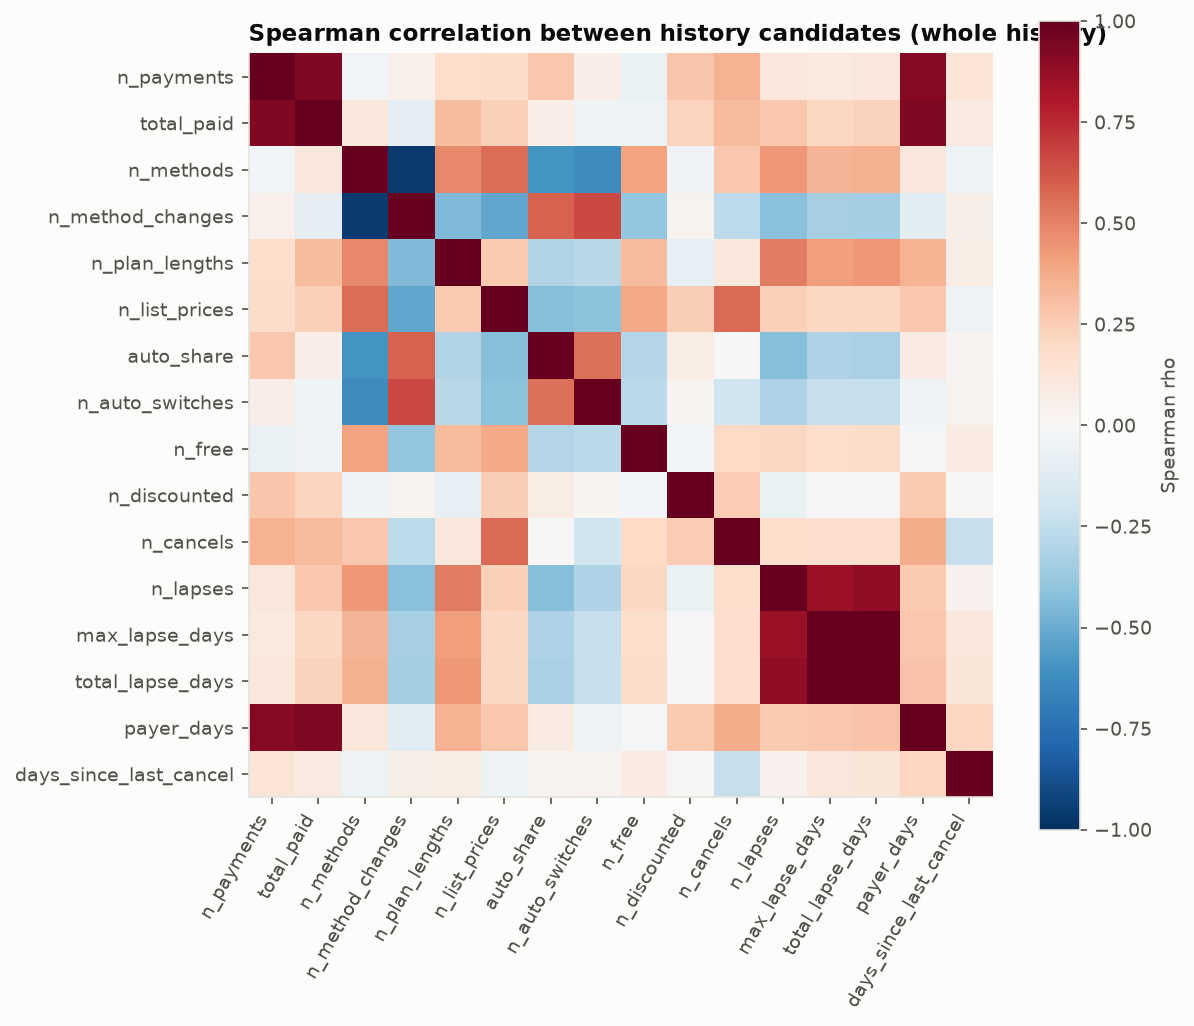 Spearman correlation between history candidates (whole history)
n_payments
total_paid
n_methods
n_method_changes
n_plan_lengths
n_list_prices
auto_share
n_auto_switches
n_free
n_discounted
n_cancels
n_lapses
max_lapse_days
total_lapse_days
payer_days
days_since_last_cancel
n_payments
total_paid
n_methods
n_method_changes
n_plan_lengths
n_list_prices
auto_share
n_auto_switches
n_free
n_discounted
n_cancels
n_lapses
max_lapse_days
total_lapse_days
payer_days
days_since_last_cancel
1.00
0.75
0.50
0.25
0.00
−0.25
−0.50
−0.75
−1.00
Spearman rho